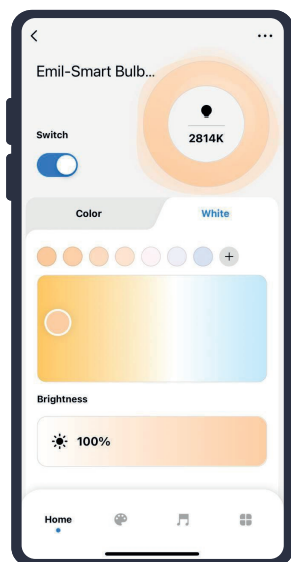 Emil-Smart Bulb...
Switch
2814K
Color
White
Brightness
100%
Home